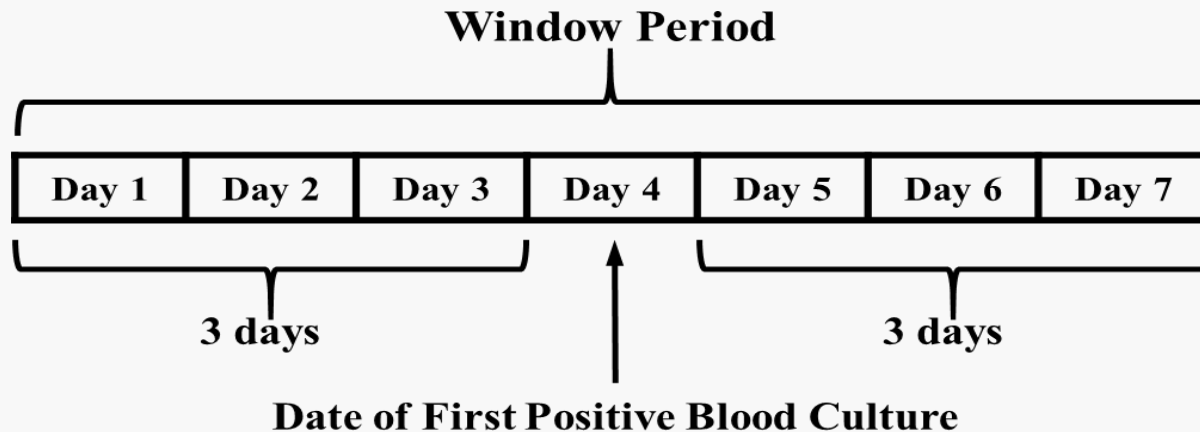 Window Period
Day 1 Day 2 Day 3 Day 4 Day 5 Day 6 Day 7
3 days 3 days
Date of First Positive Blood Culture